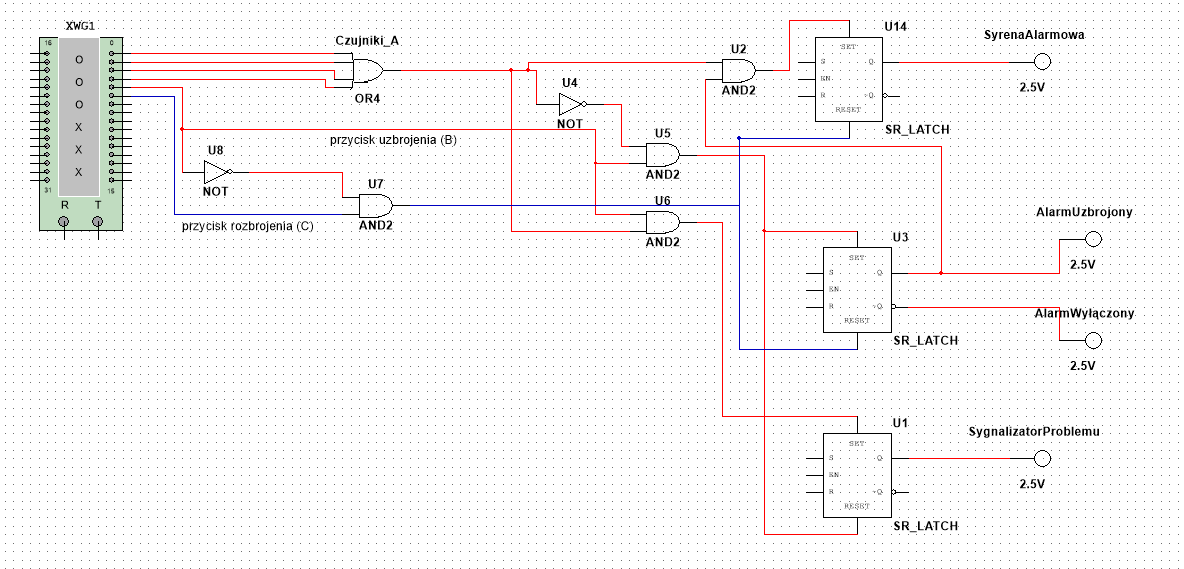 XWG1
16 0
O
O
O
X
X
X
31 15
R T
Czujniki_A
OR4
U4
NOT
przycisk uzbrojenia (B)
U8
NOT
przycisk rozbrojenia (C)
U7
AND2
U5
AND2
U6
AND2
U2
AND2
U14
SET
S Q
EN
R ~Q
RESET
SR_LATCH
SyrenaAlarmowa
2.5V
U3
SET
S Q
EN
R ~Q
RESET
SR_LATCH
AlarmUzbrojony
2.5V
AlarmWyłączony
2.5V
U1
SET
S Q
EN
R ~Q
RESET
SR_LATCH
SygnalizatorProblemu
2.5V